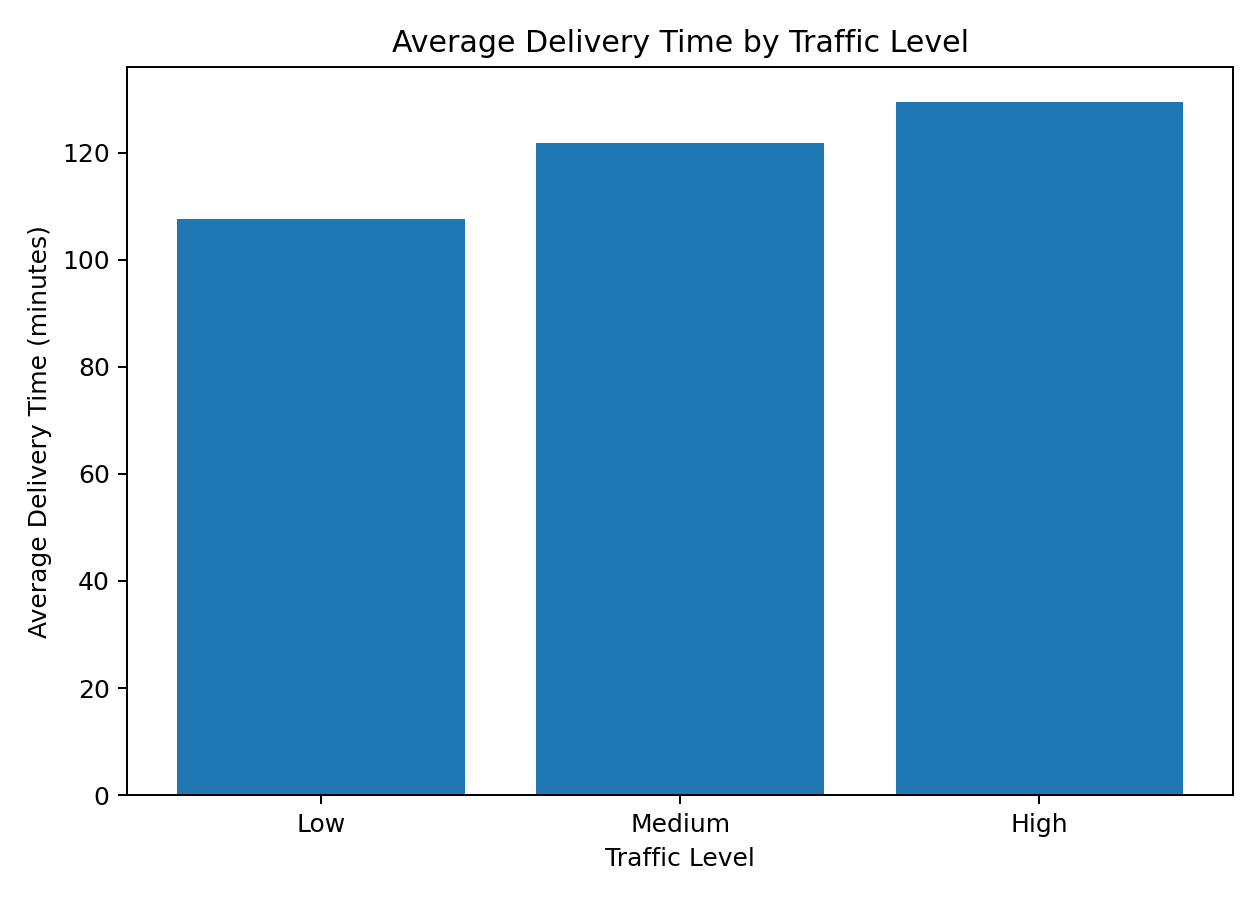 Average Delivery Time by Traffic Level
Average Delivery Time (minutes)
120
100
80
60
40
20
0
Low
Medium
High
Traffic Level